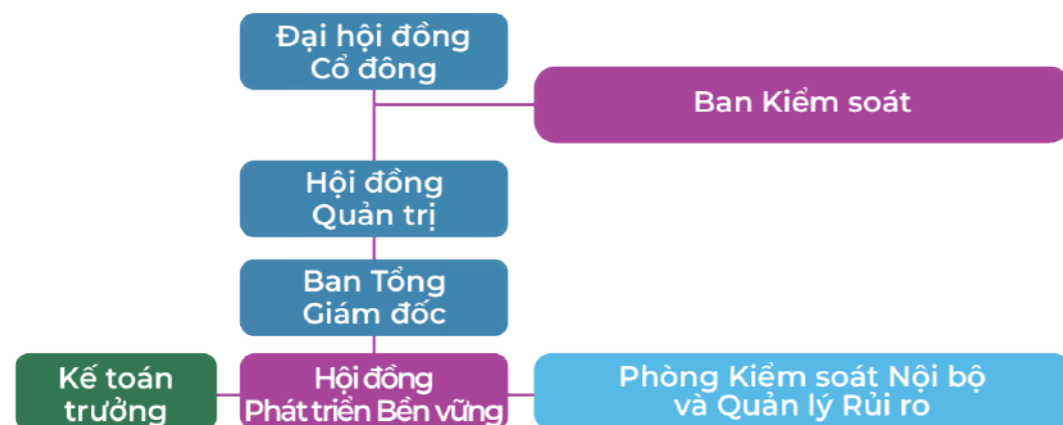 Đại hội đồng
Cổ đông
Ban Kiểm soát
Hội đồng
Quản trị
Ban Tổng
Giám đốc
Kế toán
trưởng
Hội đồng
Phát triển Bền vững
Phòng Kiểm soát Nội bộ
và Quản lý Rủi ro